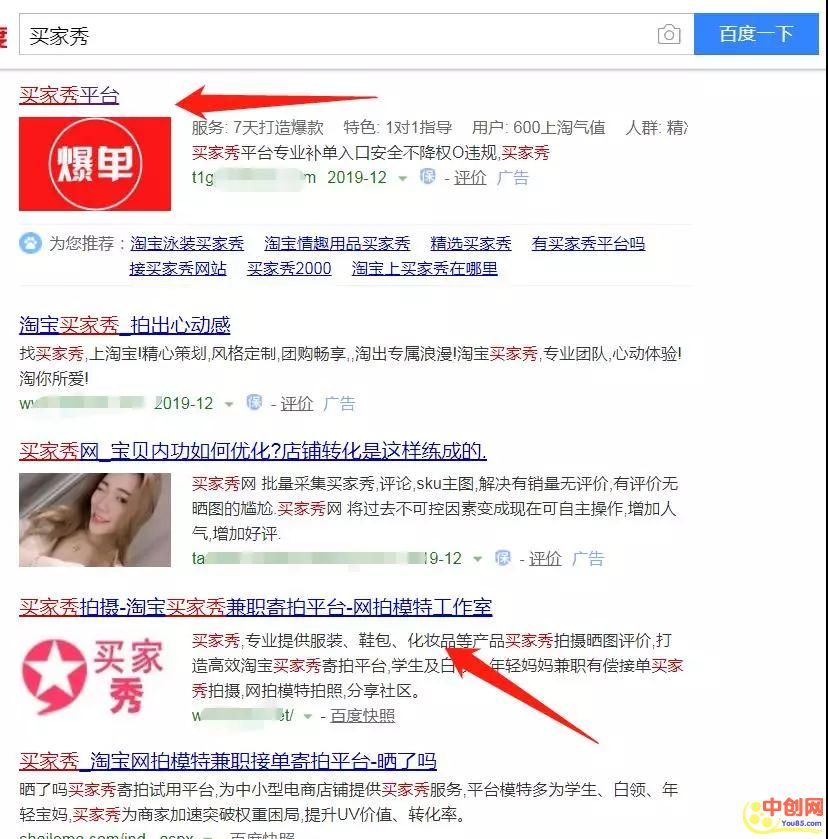 买家秀
百度一下
买家秀平台
爆单
服务: 7天打造爆款 特色: 1对1指导 用户: 600上淘气值 人群:
买家秀平台专业补单入口安全不降权O违规,买家秀
t1g m 2019-12 保 - 评价 广告
为您推荐: 淘宝泳装买家秀 淘宝情趣用品买家秀 精选买家秀 有买家秀平台吗
接买家秀网站 买家秀2000 淘宝上买家秀在哪里
淘宝买家秀_拍出心动感
找买家秀,上淘宝!精心策划,风格定制,团购畅享,,淘出专属浪漫!淘宝买家秀,专业团队,心动体验!
淘你所爱!
2019-12 保 - 评价 广告
买家秀网_宝贝内功如何优化?店铺转化是这样练成的.
买家秀网 批量采集买家秀,评论,sku主图,解决有销量无评价,有评价无
晒图的尴尬.买家秀网 将过去不可控因素变成现在可自主操作,增加人
气,增加好评.
ta 19-12 保 - 评价 广告
买家秀拍摄-淘宝买家秀兼职寄拍平台-网拍模特工作室
买家秀
买家秀,专业提供服装、鞋包、化妆品等产品买家秀拍摄晒图评价,打
造高效淘宝买家秀寄拍平台,学生及白 、年轻妈妈兼职有偿接单买家
秀拍摄,网拍模特拍照,分享社区。
w et/ - 百度快照
买家秀_淘宝网拍模特兼职接单寄拍平台-晒了吗
晒了吗买家秀寄拍试用平台,为中小型电商店铺提供买家秀服务,平台模特多为学生、白领、年
轻宝妈,买家秀为商家加速突破权重困局,提升UV价值、转化率。
百度快照
中创网
You85.com